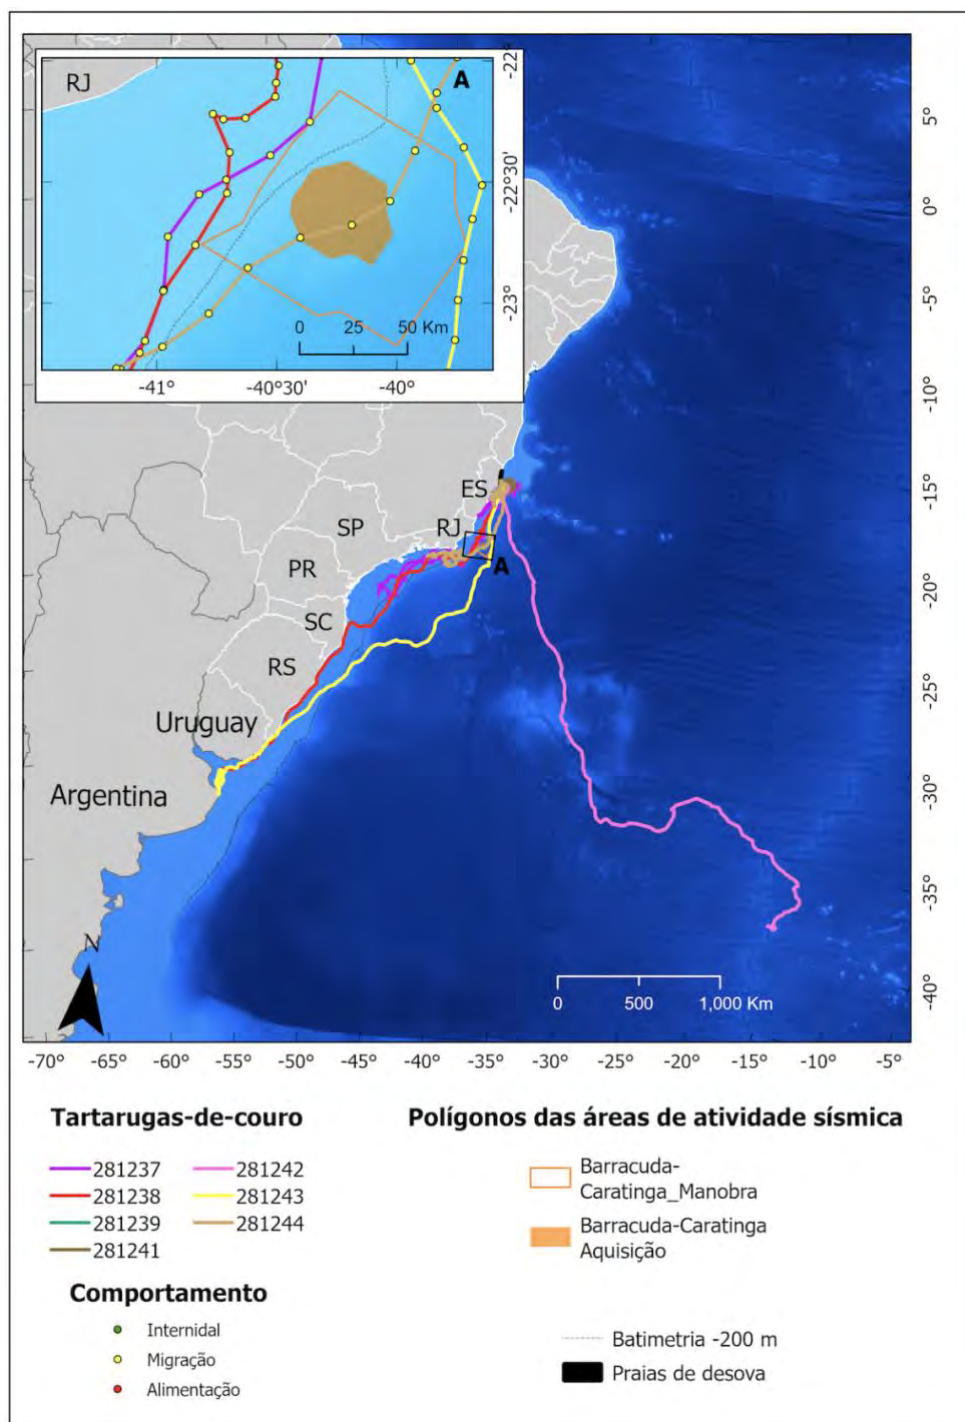 RJ
A
-22°
-22°30'
-23°
0 25 50 Km
-41° -40°30' -40°
5°
0°
-5°
-10°
-15°
-20°
-25°
-30°
-35°
-40°
ES
SP
RJ
PR
A
SC
RS
Uruguay
Argentina
N
0 500 1,000 Km
-70° -65° -60° -55° -50° -45° -40° -35° -30° -25° -20° -15° -10° -5°
Tartarugas-de-couro
281237 281242
281238 281243
281239 281244
281241
Comportamento
Internidal
Migração
Alimentação
Polígonos das áreas de atividade sísmica
Barracuda-
Caratinga_Manobra
Barracuda-Caratinga
Aquisição
Batimetria -200 m
Praias de desova